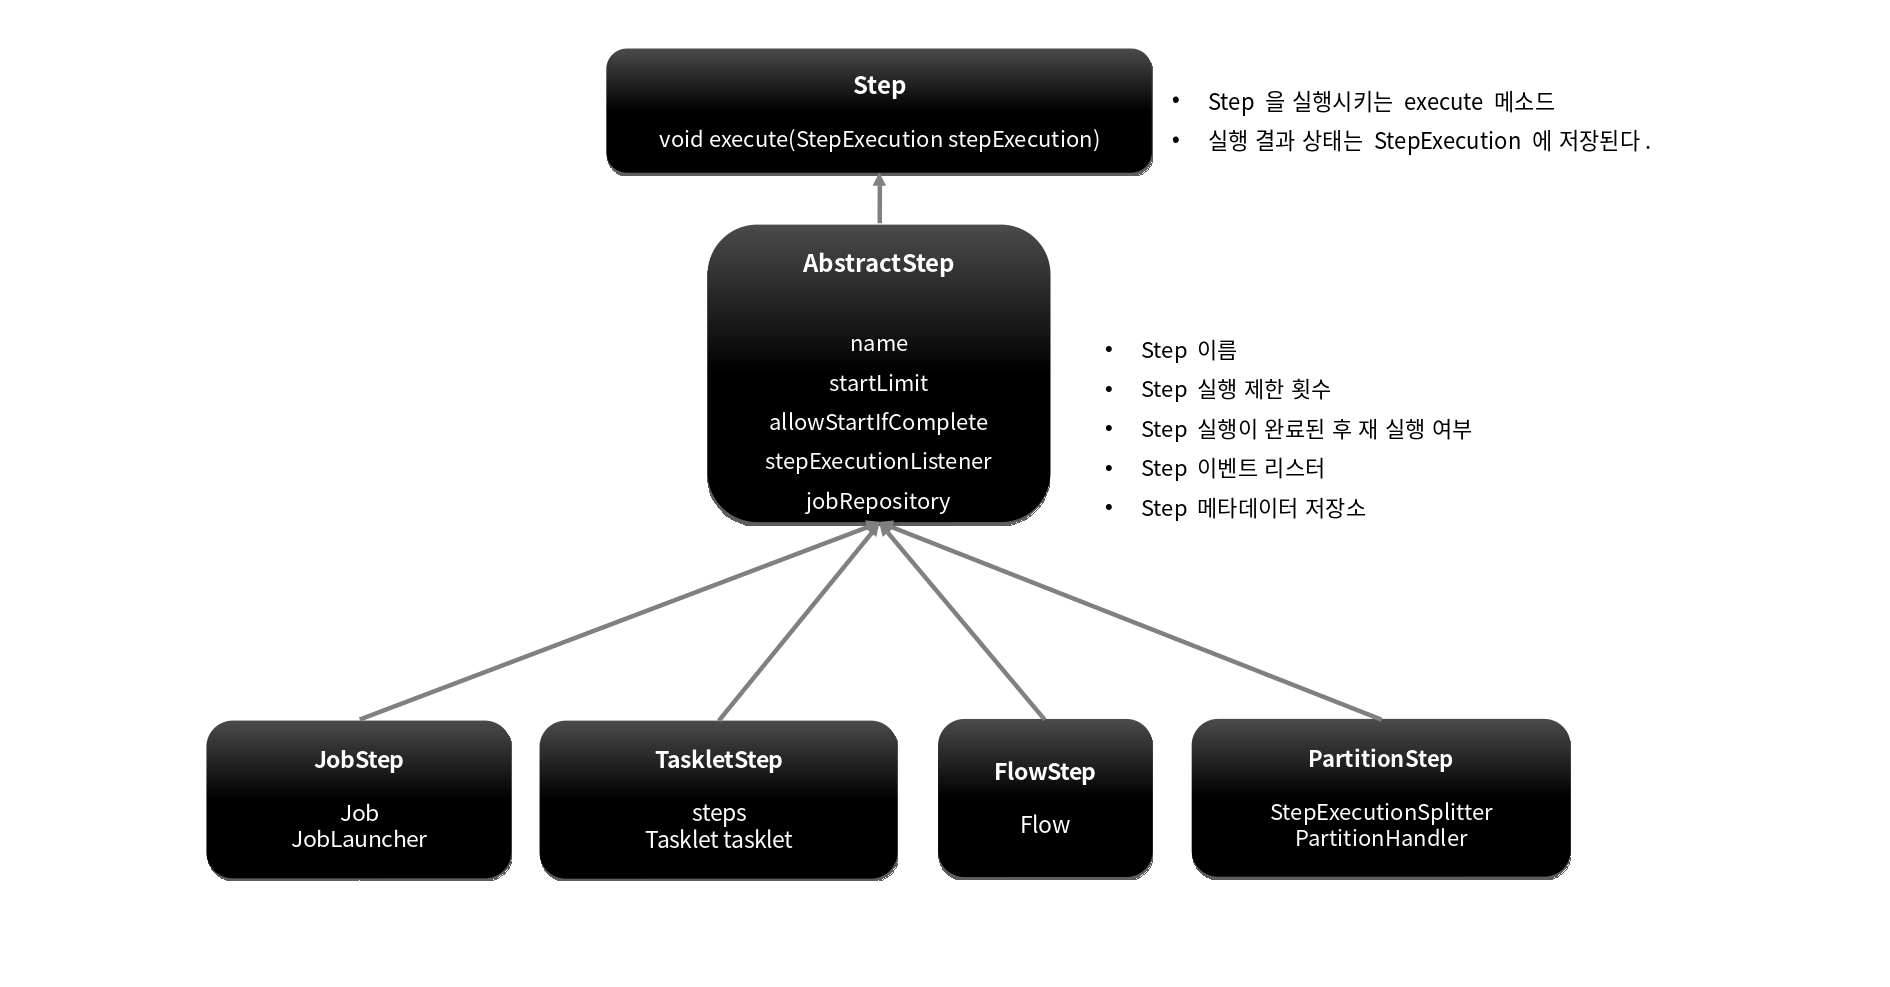 Step
void execute(StepExecution stepExecution)
• Step 을 실행시키는 execute 메소드
• 실행 결과 상태는 StepExecution 에 저장된다.
AbstractStep
name
startLimit
allowStartIfComplete
stepExecutionListener
jobRepository
• Step 이름
• Step 실행 제한 횟수
• Step 실행이 완료된 후 재 실행 여부
• Step 이벤트 리스터
• Step 메타데이터 저장소
JobStep
Job
JobLauncher
TaskletStep
steps
Tasklet tasklet
FlowStep
Flow
PartitionStep
StepExecutionSplitter
PartitionHandler